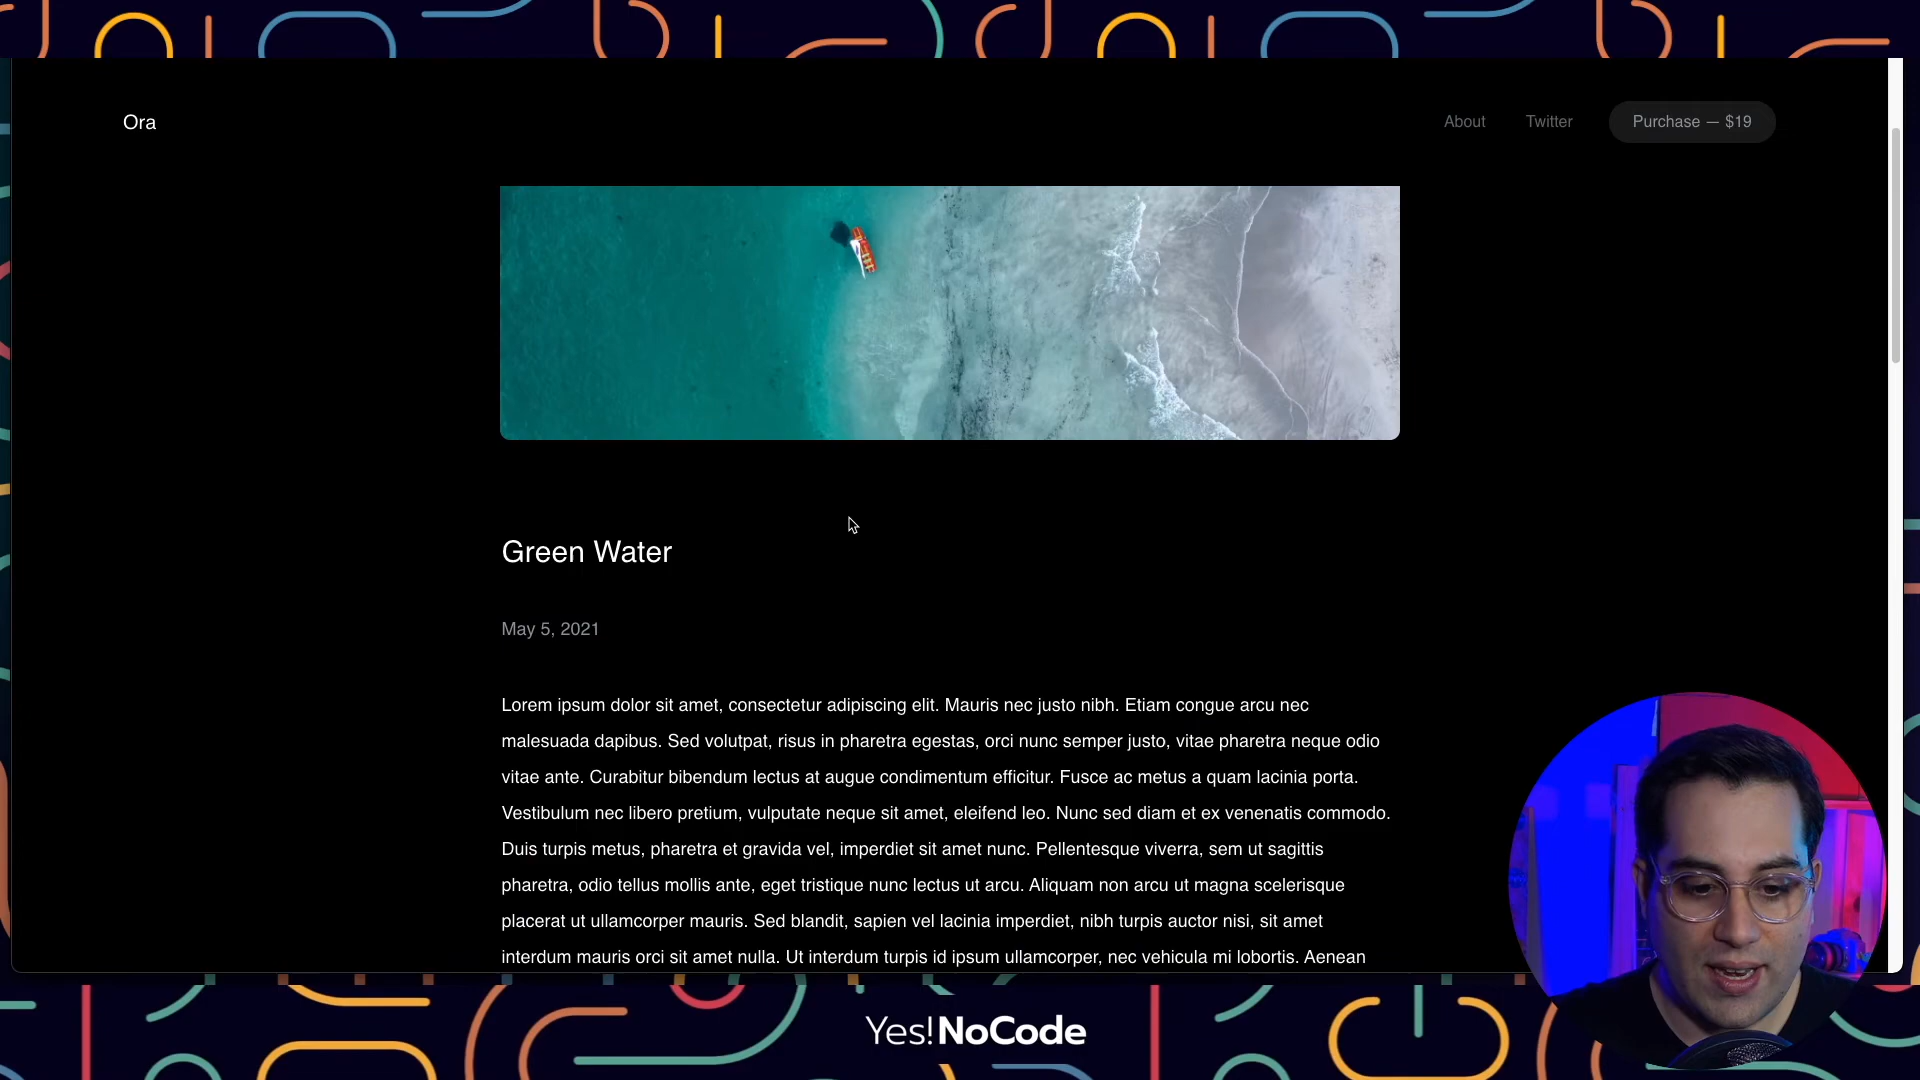 Ora
About
Twitter
Purchase — $19
Green Water
May 5, 2021
Lorem ipsum dolor sit amet, consectetur adipiscing elit. Mauris nec justo nibh. Etiam congue arcu nec
malesuada dapibus. Sed volutpat, risus in pharetra egestas, orci nunc semper justo, vitae pharetra neque odio
vitae ante. Curabitur bibendum lectus at augue condimentum efficitur. Fusce ac metus a quam lacinia porta.
Vestibulum nec libero pretium, vulputate neque sit amet, eleifend leo. Nunc sed diam et ex venenatis commodo.
Duis turpis metus, pharetra et gravida vel, imperdiet sit amet nunc. Pellentesque viverra, sem ut sagittis
pharetra, odio tellus mollis ante, eget tristique nunc lectus ut arcu. Aliquam non arcu ut magna scelerisque
placerat ut ullamcorper mauris. Sed blandit, sapien vel lacinia imperdiet, nibh turpis auctor nisi, sit amet
interdum mauris orci sit amet nulla. Ut interdum turpis id ipsum ullamcorper, nec vehicula mi lobortis. Aenean
Yes!NoCode